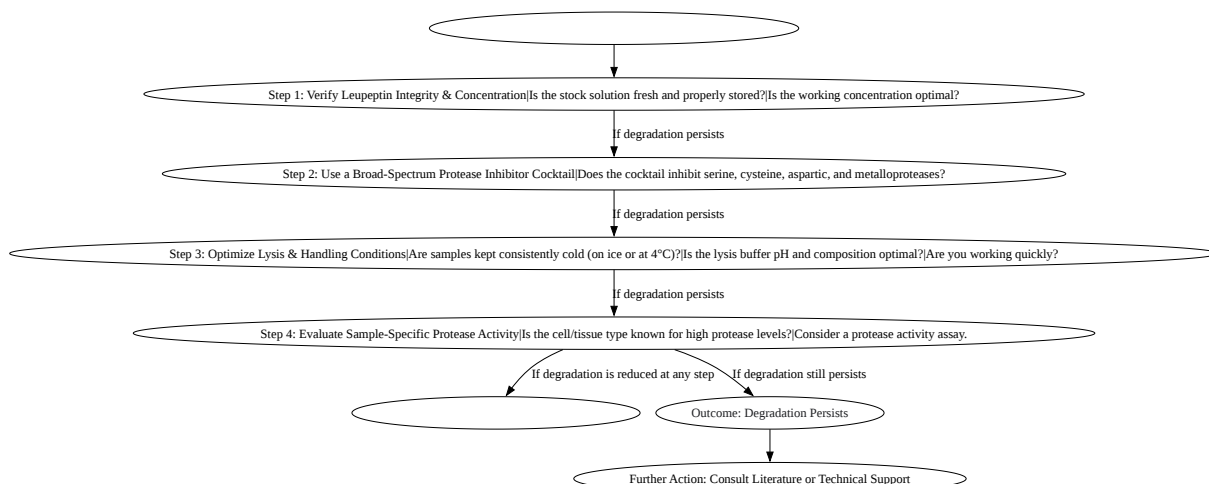 Step 1: Verify Leupeptin Integrity & Concentration|Is the stock solution fresh and properly stored?|Is the working concentration optimal?
If degradation persists
Step 2: Use a Broad-Spectrum Protease Inhibitor Cocktail|Does the cocktail inhibit serine, cysteine, aspartic, and metalloproteases?
If degradation persists
Step 3: Optimize Lysis & Handling Conditions|Are samples kept consistently cold (on ice or at 4°C)?|Is the lysis buffer pH and composition optimal?|Are you working quickly?
If degradation persists
Step 4: Evaluate Sample-Specific Protease Activity|Is the cell/tissue type known for high protease levels?|Consider a protease activity assay.
If degradation is reduced at any step
If degradation still persists
Outcome: Degradation Persists
Further Action: Consult Literature or Technical Support